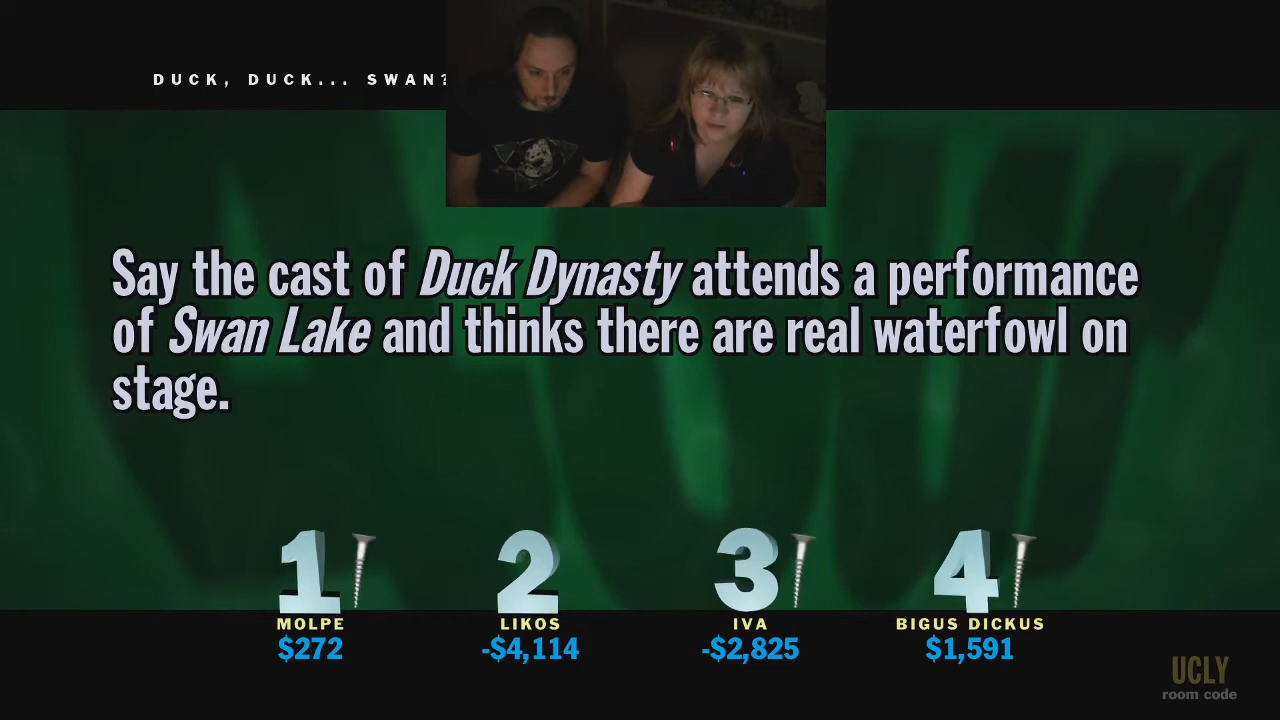 DUCK, DUCK... SWAN?
Say the cast of Duck Dynasty attends a performance
of Swan Lake and thinks there are real waterfowl on
stage.
1 2 3 4
MOLPE LIKOS IVA BIGUS DICKUS
$272 -$4,114 -$2,825 $1,591
UCLY
room code